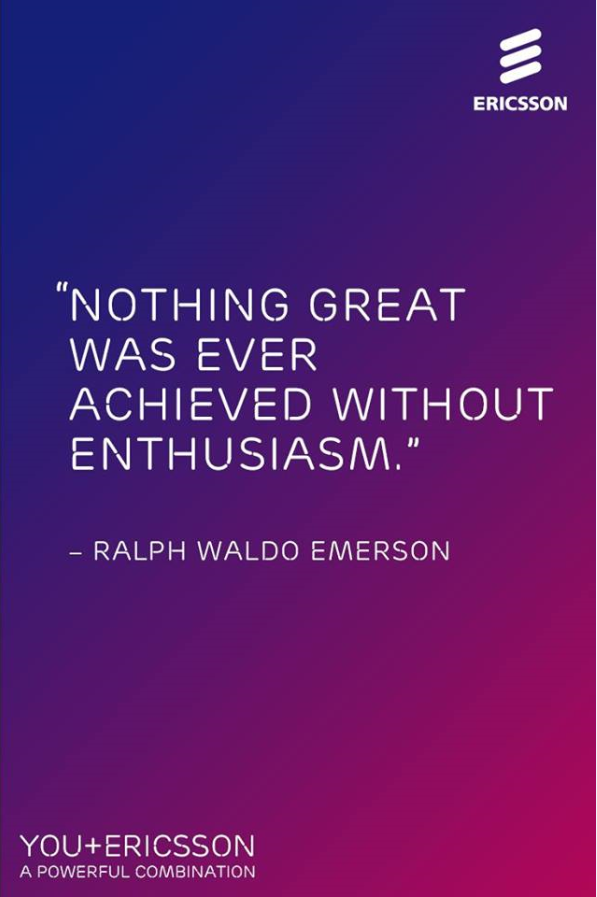 ERICSSON
“NOTHING GREAT
WAS EVER
ACHIEVED WITHOUT
ENTHUSIASM.”
– RALPH WALDO EMERSON
YOU+ERICSSON
A POWERFUL COMBINATION